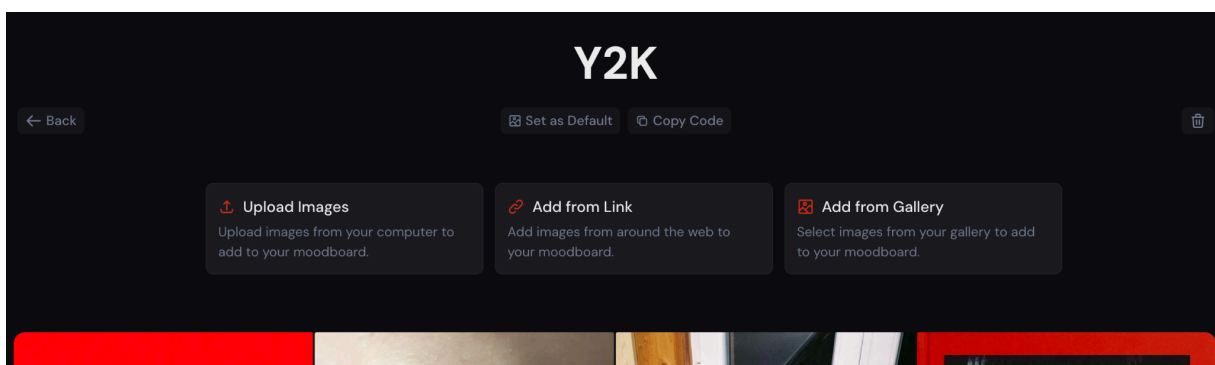 Y2K
Back
Set as Default
Copy Code
Upload Images
Upload images from your computer to
add to your moodboard.
Add from Link
Add images from around the web to
your moodboard.
Add from Gallery
Select images from your gallery to add
to your moodboard.